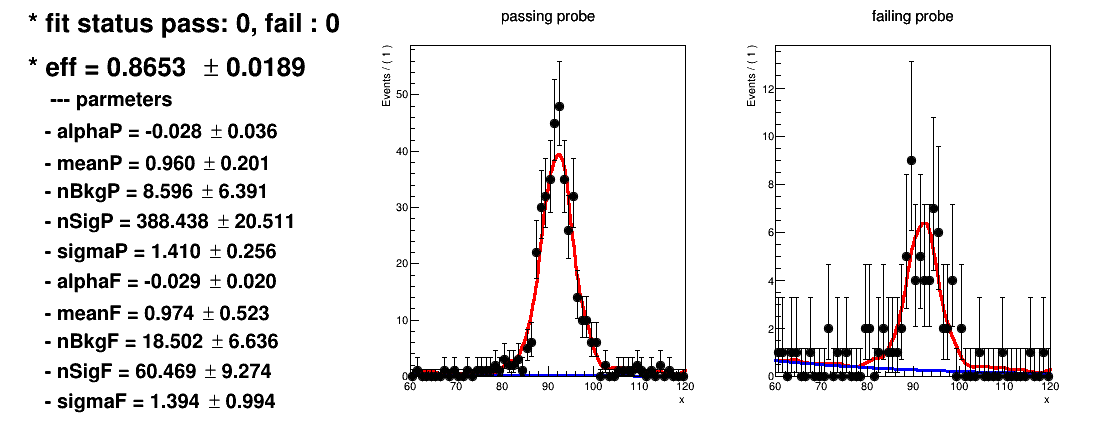 * fit status pass: 0, fail : 0
* eff = 0.8653 ± 0.0189
--- parmeters
- alphaP = -0.028 ± 0.036
- meanP = 0.960 ± 0.201
- nBkgP = 8.596 ± 6.391
- nSigP = 388.438 ± 20.511
- sigmaP = 1.410 ± 0.256
- alphaF = -0.029 ± 0.020
- meanF = 0.974 ± 0.523
- nBkgF = 18.502 ± 6.636
- nSigF = 60.469 ± 9.274
- sigmaF = 1.394 ± 0.994
passing probe
Events / ( 1 )
50
40
30
20
10
0
60 70 80 90 100 110 120
x
failing probe
Events / ( 1 )
12
10
8
6
4
2
0
60 70 80 90 100 110 120
x